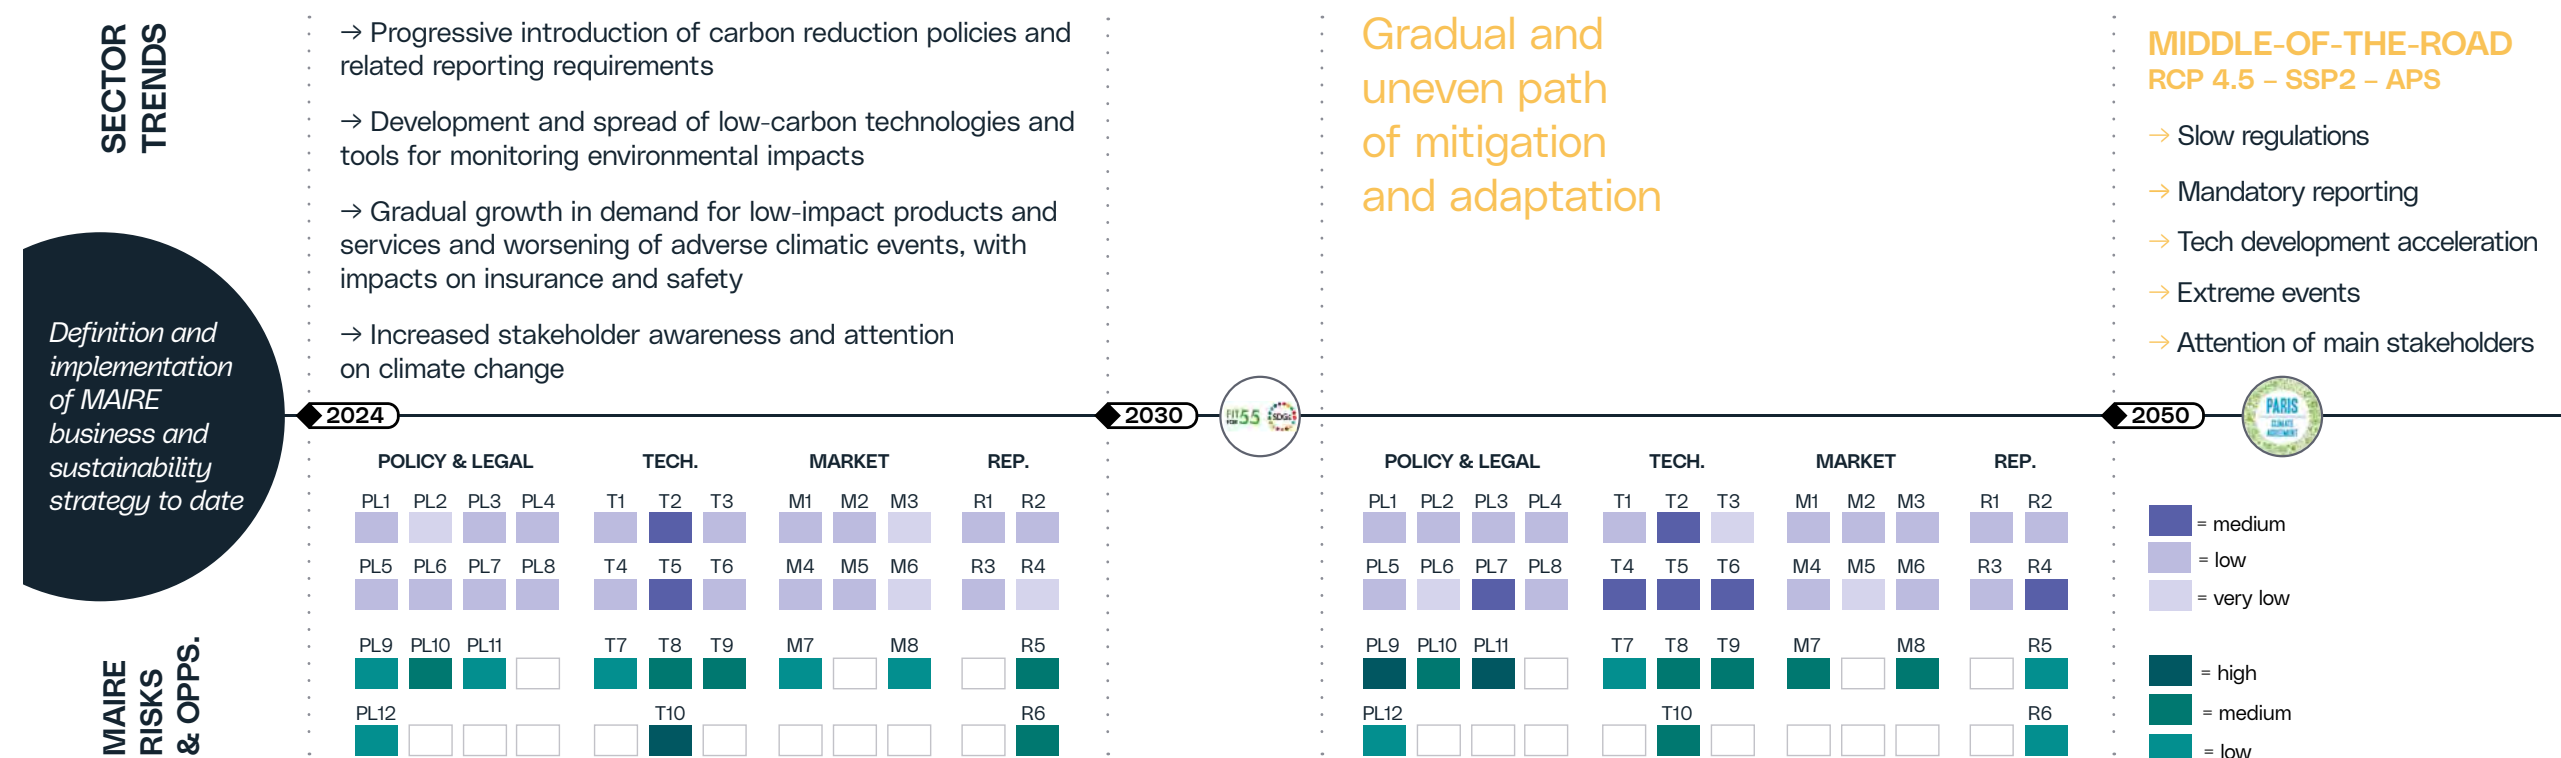 SECTOR
TRENDS
→ Progressive introduction of carbon reduction policies and
related reporting requirements
→ Development and spread of low-carbon technologies and
tools for monitoring environmental impacts
→ Gradual growth in demand for low-impact products and
services and worsening of adverse climatic events, with
impacts on insurance and safety
→ Increased stakeholder awareness and attention
on climate change
Gradual and
uneven path
of mitigation
and adaptation
MIDDLE-OF-THE-ROAD
RCP 4.5 – SSP2 – APS
→ Slow regulations
→ Mandatory reporting
→ Tech development acceleration
→ Extreme events
→ Attention of main stakeholders
Definition and
implementation
of MAIRE
business and
sustainability
strategy to date
2024
2030
FIT FOR 55
SDGs
2050
PARIS
CLIMATE
AGREEMENT
MAIRE
RISKS
& OPPS.
POLICY & LEGAL TECH. MARKET REP.
PL1 PL2 PL3 PL4 T1 T2 T3 M1 M2 M3 R1 R2
PL5 PL6 PL7 PL8 T4 T5 T6 M4 M5 M6 R3 R4
PL9 PL10 PL11 T7 T8 T9 M7 M8 R5
PL12 T10 R6
POLICY & LEGAL TECH. MARKET REP.
PL1 PL2 PL3 PL4 T1 T2 T3 M1 M2 M3 R1 R2
PL5 PL6 PL7 PL8 T4 T5 T6 M4 M5 M6 R3 R4
PL9 PL10 PL11 T7 T8 T9 M7 M8 R5
PL12 T10 R6
= medium
= low
= very low
= high
= medium
= low